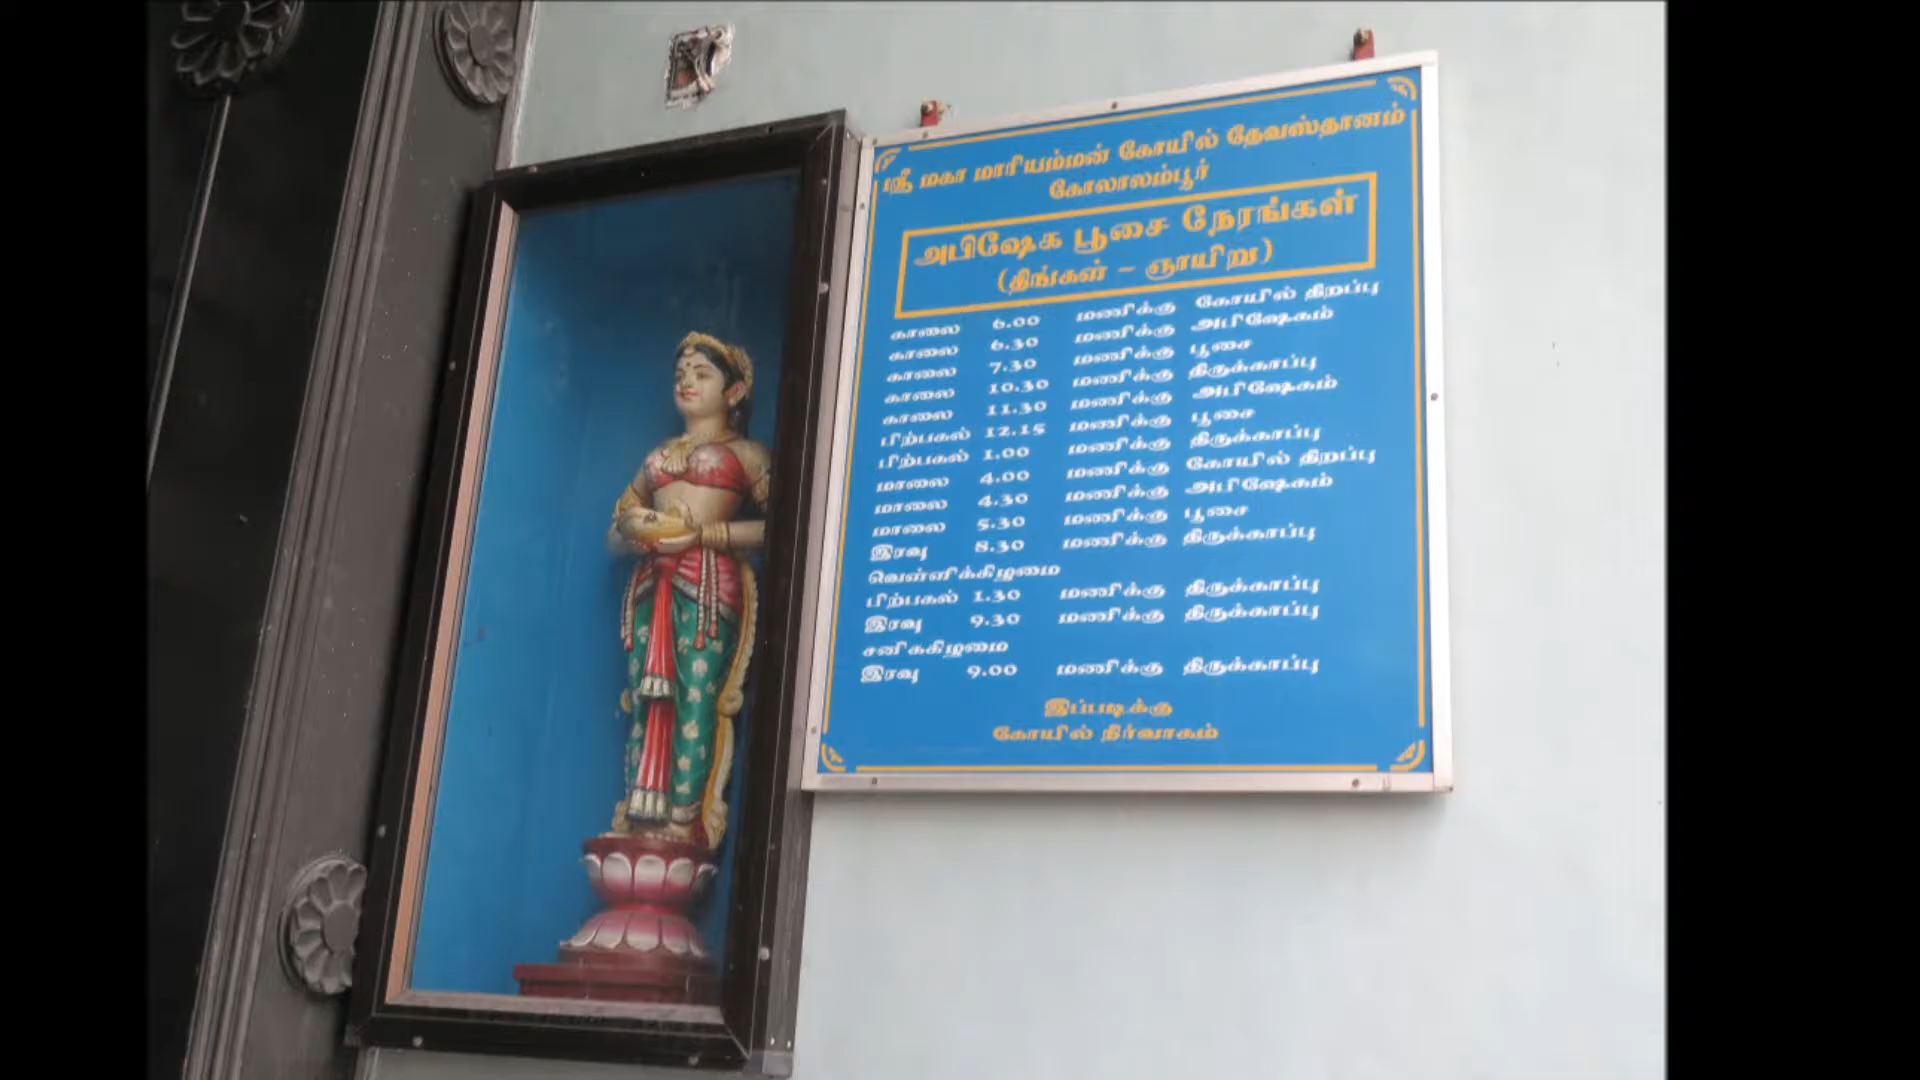 ஸ்ரீ மகா மாரியம்மன் கோயில் தேவஸ்தானம்
கோலாலம்பூர்
அபிஷேக பூசை நேரங்கள்
(திங்கள் – ஞாயிறு)
காலை 6.00 மணிக்கு கோயில் திறப்பு
காலை 6.30 மணிக்கு அபிஷேகம்
காலை 7.30 மணிக்கு பூசை
காலை 10.30 மணிக்கு திருக்காப்பு
காலை 11.30 மணிக்கு அபிஷேகம்
பிற்பகல் 12.15 மணிக்கு பூசை
பிற்பகல் 1.00 மணிக்கு திருக்காப்பு
மாலை 4.00 மணிக்கு கோயில் திறப்பு
மாலை 4.30 மணிக்கு அபிஷேகம்
மாலை 5.30 மணிக்கு பூசை
இரவு 8.30 மணிக்கு திருக்காப்பு
வெள்ளிக்கிழமை
பிற்பகல் 1.30 மணிக்கு திருக்காப்பு
இரவு 9.30 மணிக்கு திருக்காப்பு
சனிக்கிழமை
இரவு 9.00 மணிக்கு திருக்காப்பு
இப்படிக்கு
கோயில் நிர்வாகம்